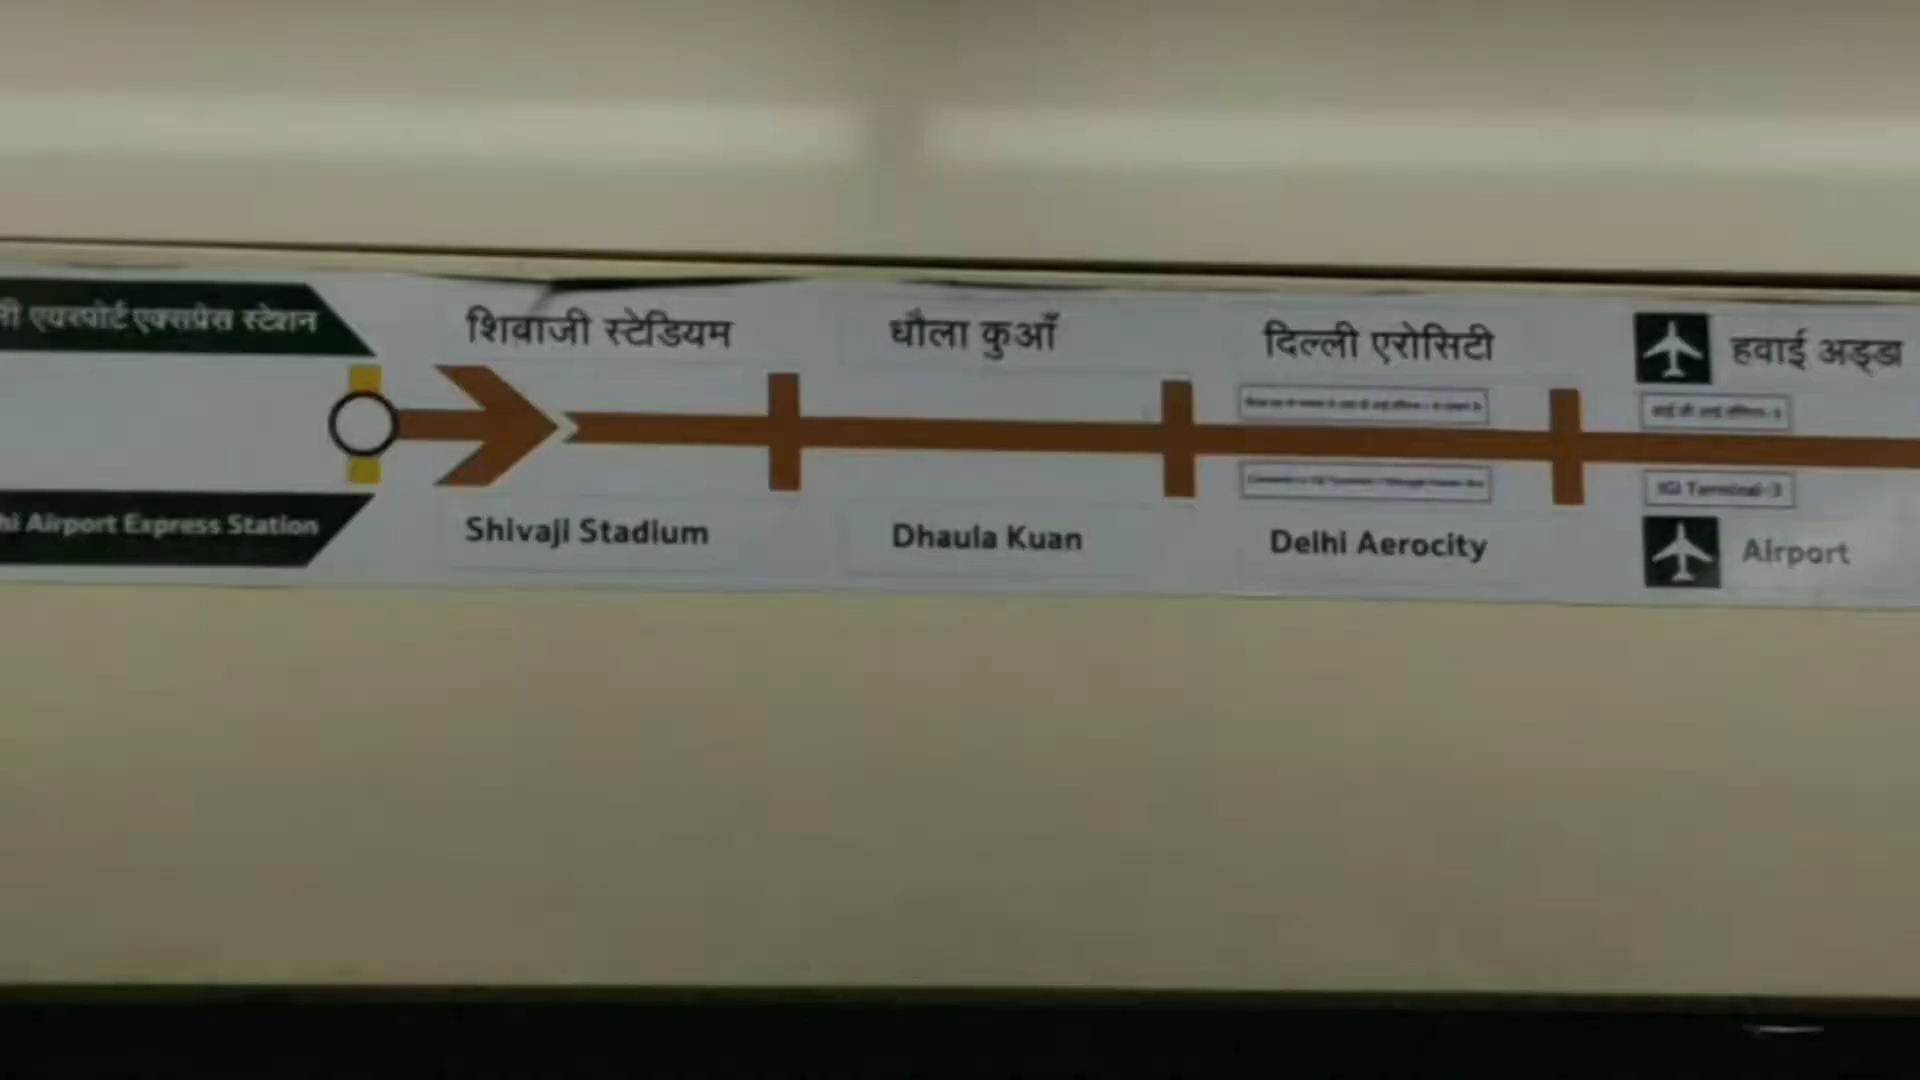 एयरपोर्ट एक्सप्रेस स्टेशन
शिवाजी स्टेडियम
धौला कुआँ
दिल्ली एरोसिटी
हवाई अड्डा
IGI Terminal-3
Airport Express Station
Shivaji Stadium
Dhaula Kuan
Delhi Aerocity
Airport